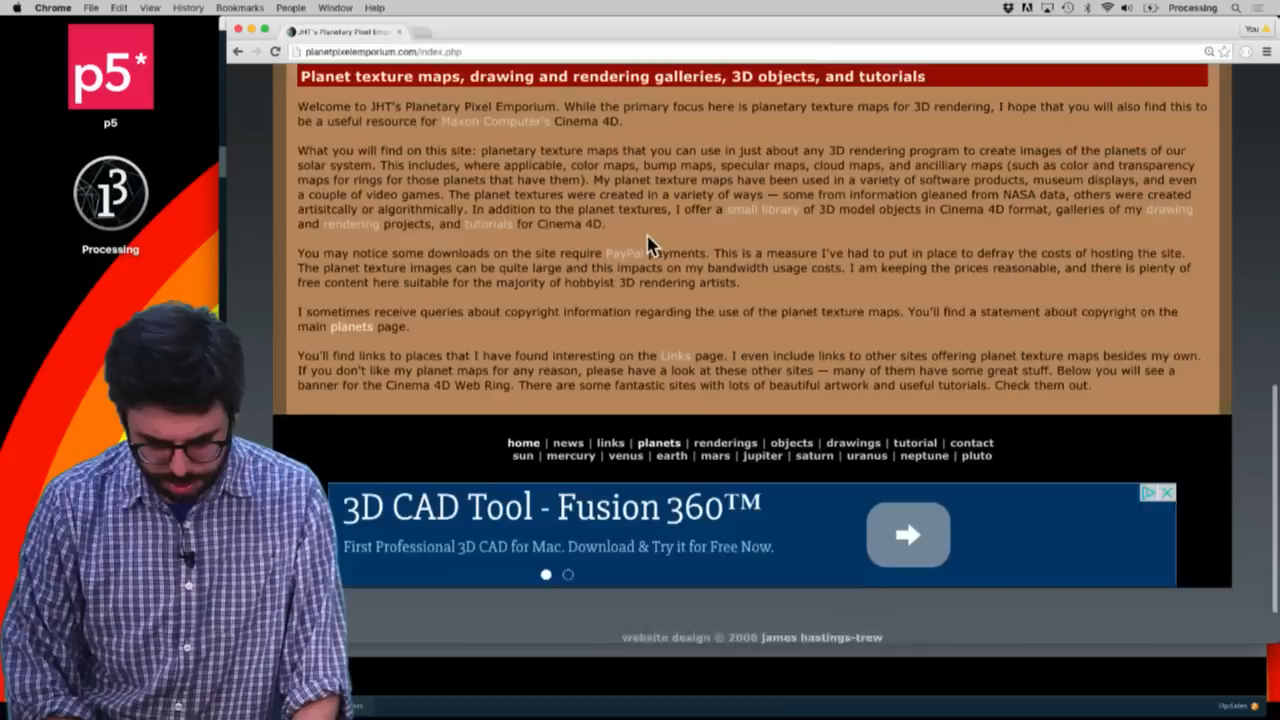 Chrome File Edit View History Bookmarks People Window Help Processing
JHT's Planetary Pixel Empor
You
planetpixelemporium.com/index.php
p5*
p5
Processing
Planet texture maps, drawing and rendering galleries, 3D objects, and tutorials
Welcome to JHT's Planetary Pixel Emporium. While the primary focus here is planetary texture maps for 3D rendering, I hope that you will also find this to
be a useful resource for Maxon Computer's Cinema 4D.
What you will find on this site: planetary texture maps that you can use in just about any 3D rendering program to create images of the planets of our
solar system. This includes, where applicable, color maps, bump maps, specular maps, cloud maps, and ancilliary maps (such as color and transparency
maps for rings for those planets that have them). My planet texture maps have been used in a variety of software products, museum displays, and even
a couple of video games. The planet textures were created in a variety of ways — some from information gleaned from NASA data, others were created
artisitcally or algorithmically. In addition to the planet textures, I offer a small library of 3D model objects in Cinema 4D format, galleries of my drawing
and rendering projects, and tutorials for Cinema 4D.
You may notice some downloads on the site require PayPal payments. This is a measure I've had to put in place to defray the costs of hosting the site.
The planet texture images can be quite large and this impacts on my bandwidth usage costs. I am keeping the prices reasonable, and there is plenty of
free content here suitable for the majority of hobbyist 3D rendering artists.
I sometimes receive queries about copyright information regarding the use of the planet texture maps. You'll find a statement about copyright on the
main planets page.
You'll find links to places that I have found interesting on the Links page. I even include links to other sites offering planet texture maps besides my own.
If you don't like my planet maps for any reason, please have a look at these other sites — many of them have some great stuff. Below you will see a
banner for the Cinema 4D Web Ring. There are some fantastic sites with lots of beautiful artwork and useful tutorials. Check them out.
home | news | links | planets | renderings | objects | drawings | tutorial | contact
sun | mercury | venus | earth | mars | jupiter | saturn | uranus | neptune | pluto
3D CAD Tool - Fusion 360™
First Professional 3D CAD for Mac. Download & Try it for Free Now.
website design © 2006 james hastings-trew
Updates